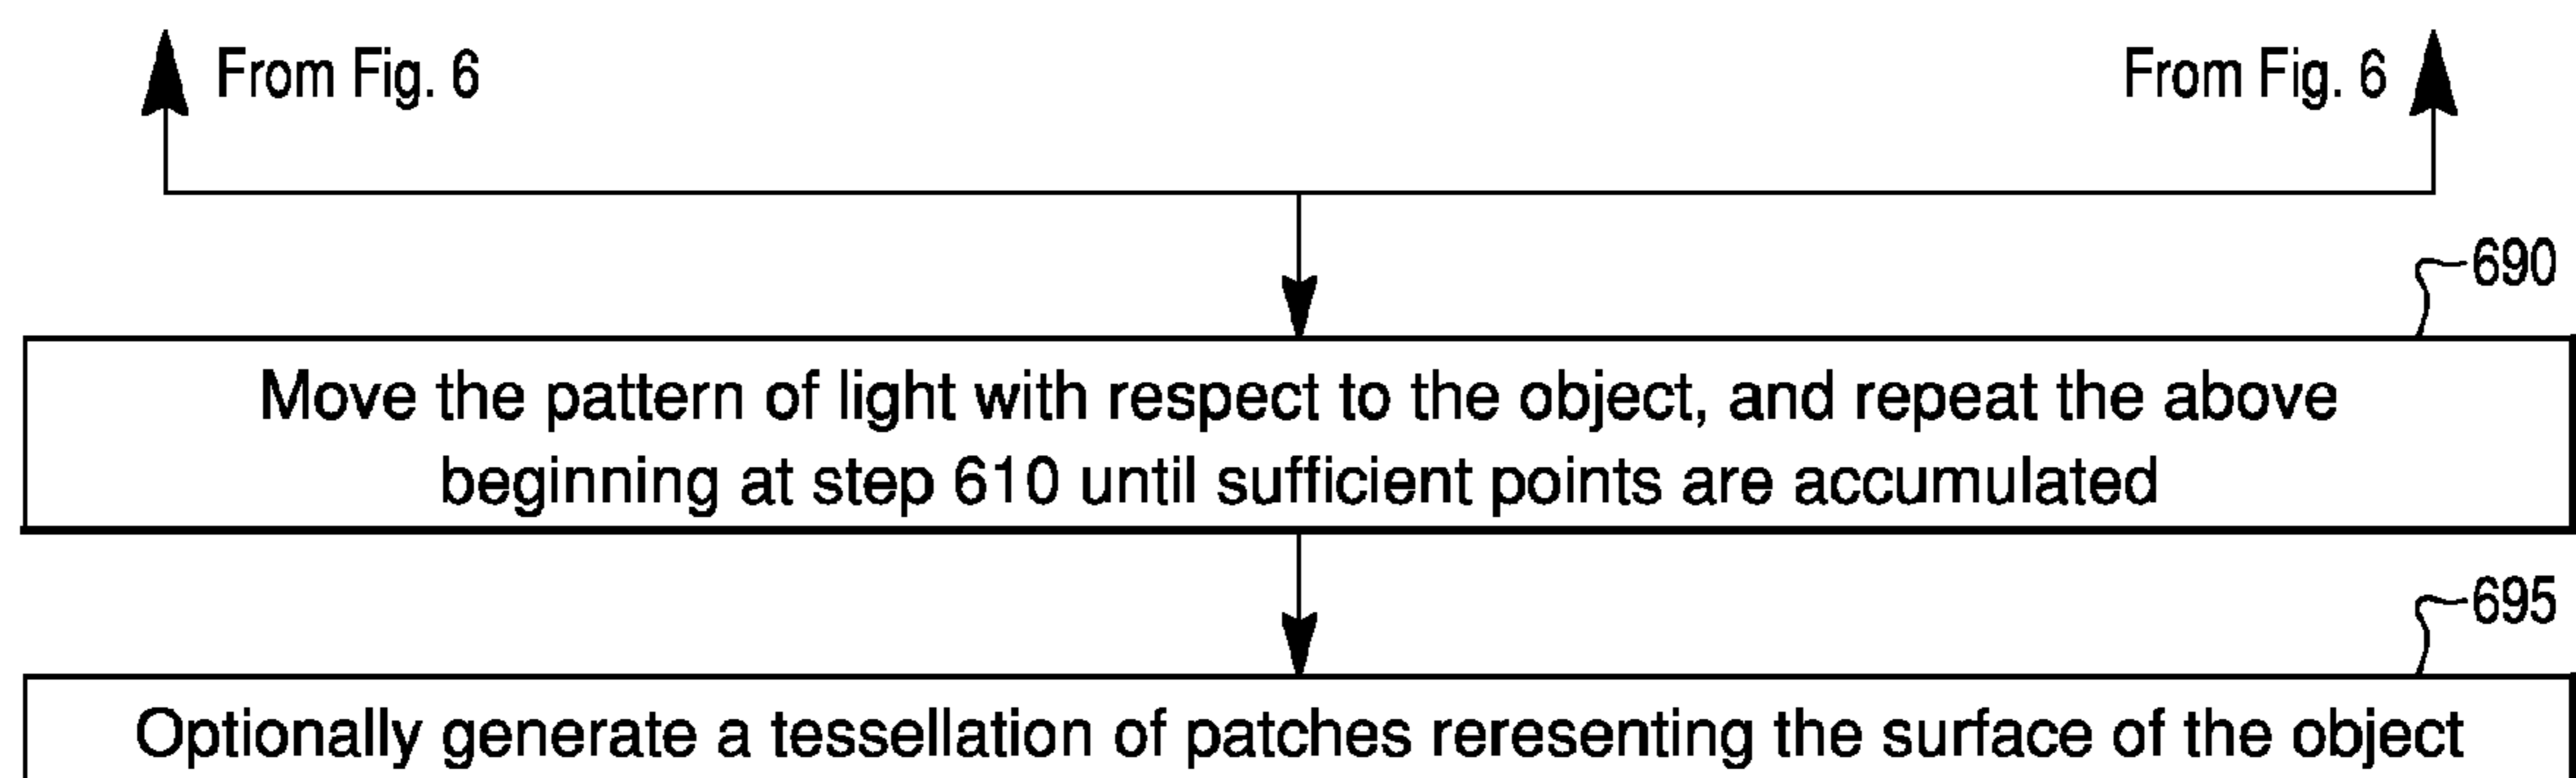 From Fig. 6
From Fig. 6
690
Move the pattern of light with respect to the object, and repeat the above
beginning at step 610 until sufficient points are accumulated
695
Optionally generate a tessellation of patches reresenting the surface of the object